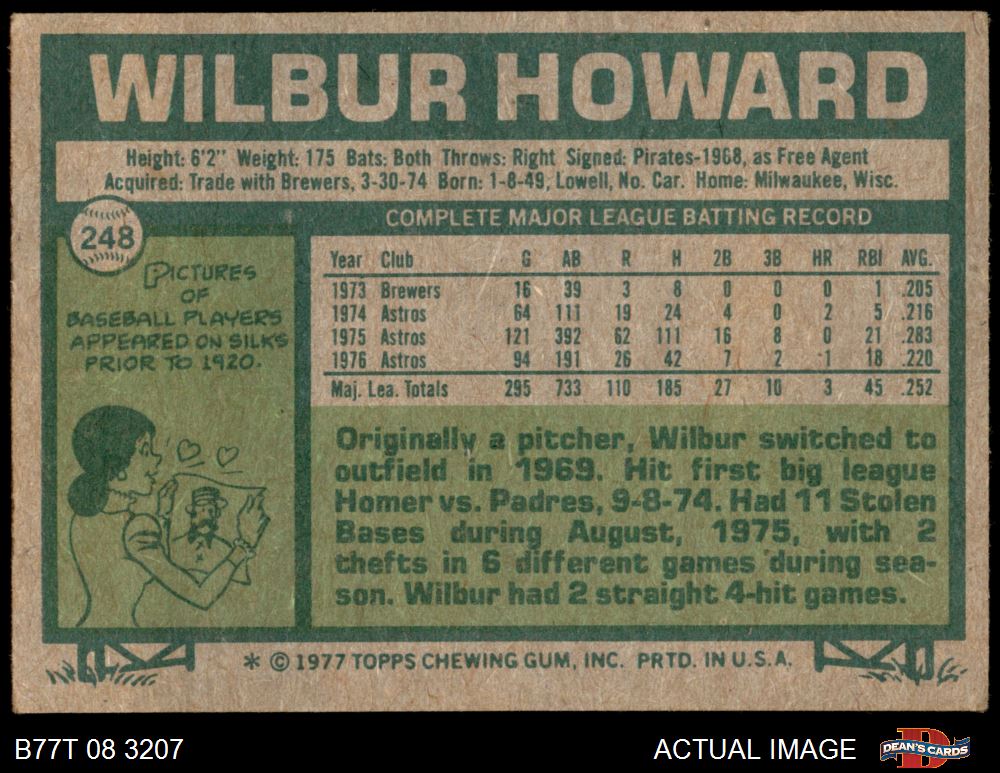 WILBUR HOWARD
Height: 6'2" Weight: 175 Bats: Both Throws: Right Signed: Pirates-1968, as Free Agent
Acquired: Trade with Brewers, 3-30-74 Born: 1-8-49, Lowell, No. Car. Home: Milwaukee, Wisc.
248
PICTURES
OF
BASEBALL PLAYERS
APPEARED ON SILKS
PRIOR TO 1920.
COMPLETE MAJOR LEAGUE BATTING RECORD
Year Club G AB R H 2B 3B HR RBI AVG.
1973 Brewers 16 39 3 8 0 0 0 1 .205
1974 Astros 64 111 19 24 4 0 2 5 .216
1975 Astros 121 392 62 111 16 8 0 21 .283
1976 Astros 94 191 26 42 7 2 1 18 .220
Maj. Lea. Totals 295 733 110 185 27 10 3 45 .252
Originally a pitcher, Wilbur switched to
outfield in 1969. Hit first big league
Homer vs. Padres, 9-8-74. Had 11 Stolen
Bases during August, 1975, with 2
thefts in 6 different games during sea-
son. Wilbur had 2 straight 4-hit games.
* © 1977 TOPPS CHEWING GUM, INC. PRTD. IN U.S.A.
B77T 08 3207
ACTUAL IMAGE
DEAN'S CARDS